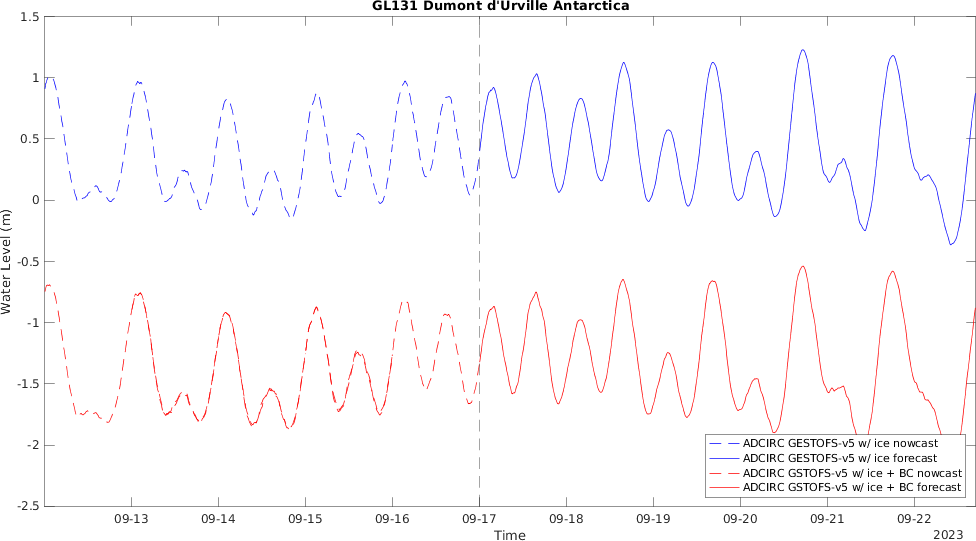 GL131 Dumont d'Urville Antarctica
1.5
1
0.5
0
-0.5
-1
-1.5
-2
-2.5
Water Level (m)
ADCIRC GESTOFS-v5 w/ ice nowcast
ADCIRC GESTOFS-v5 w/ ice forecast
ADCIRC GSTOFS-v5 w/ ice + BC nowcast
ADCIRC GSTOFS-v5 w/ ice + BC forecast
09-13 09-14 09-15 09-16 09-17 09-18 09-19 09-20 09-21 09-22
Time
2023